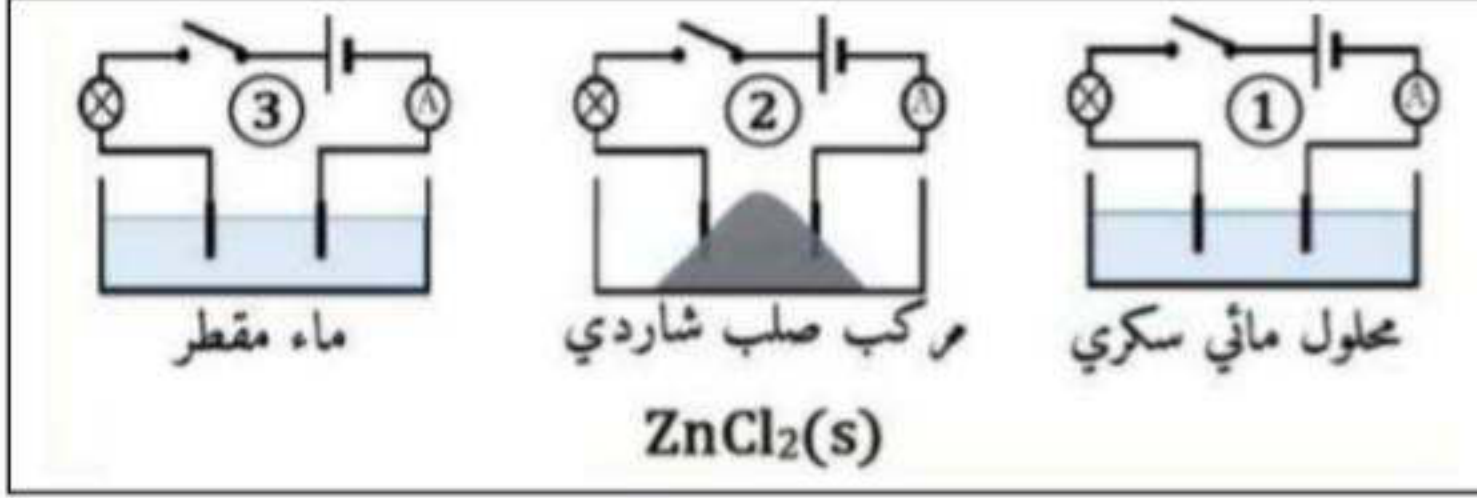 ① A
② A
③ A
محلول مائي سكري
مركب صلب شاردي
ماء مقطر
ZnCl₂(s)